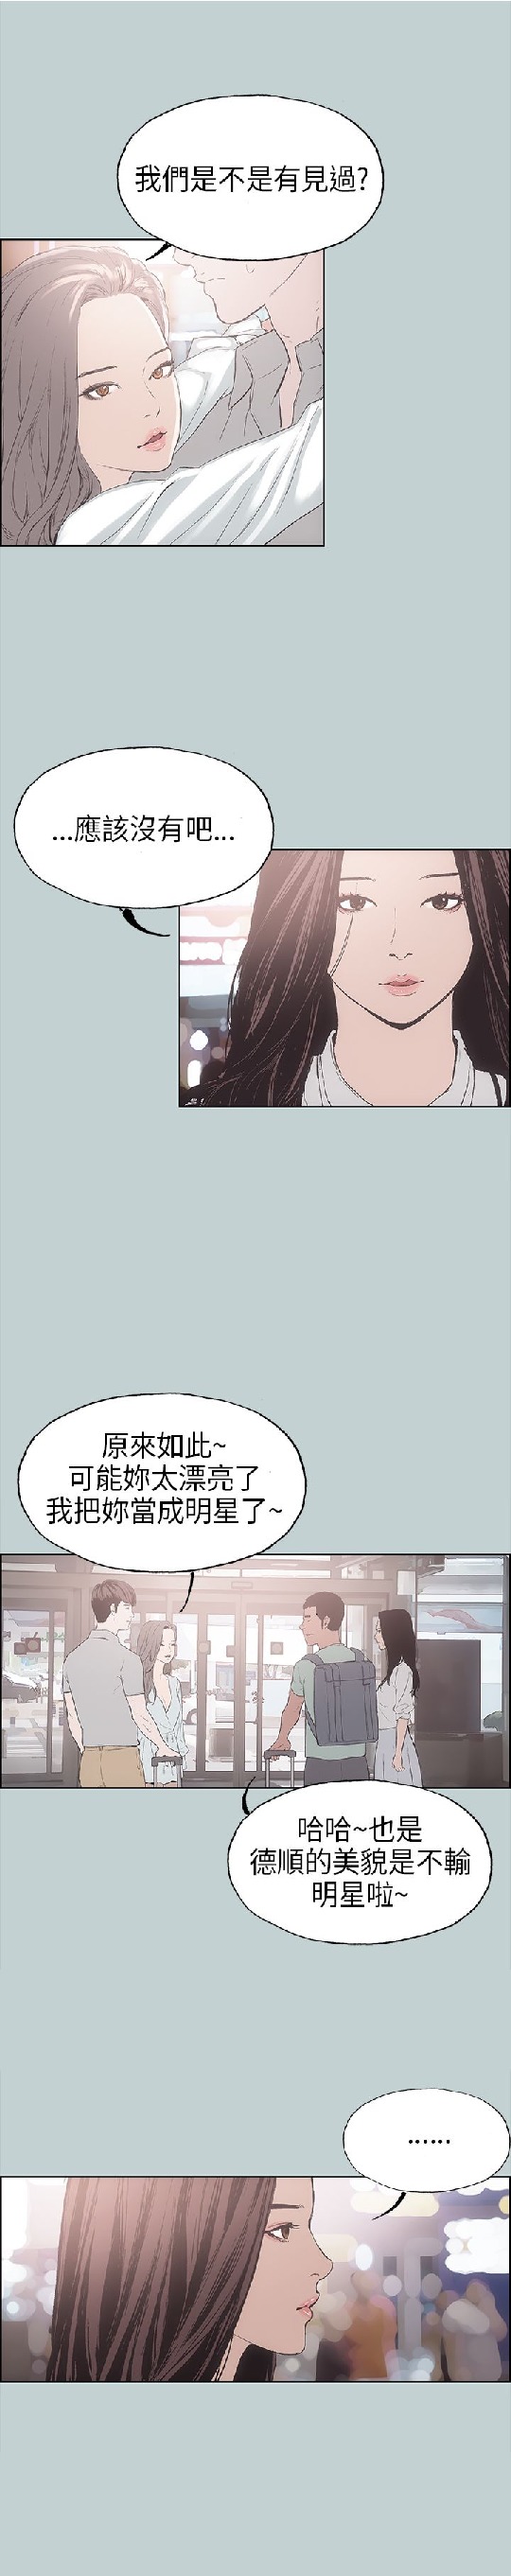 我們是不是有見過?
...應該沒有吧...
原來如此~
可能妳太漂亮了
我把妳當成明星了~
哈哈~也是
德順的美貌是不輸
明星啦~
......